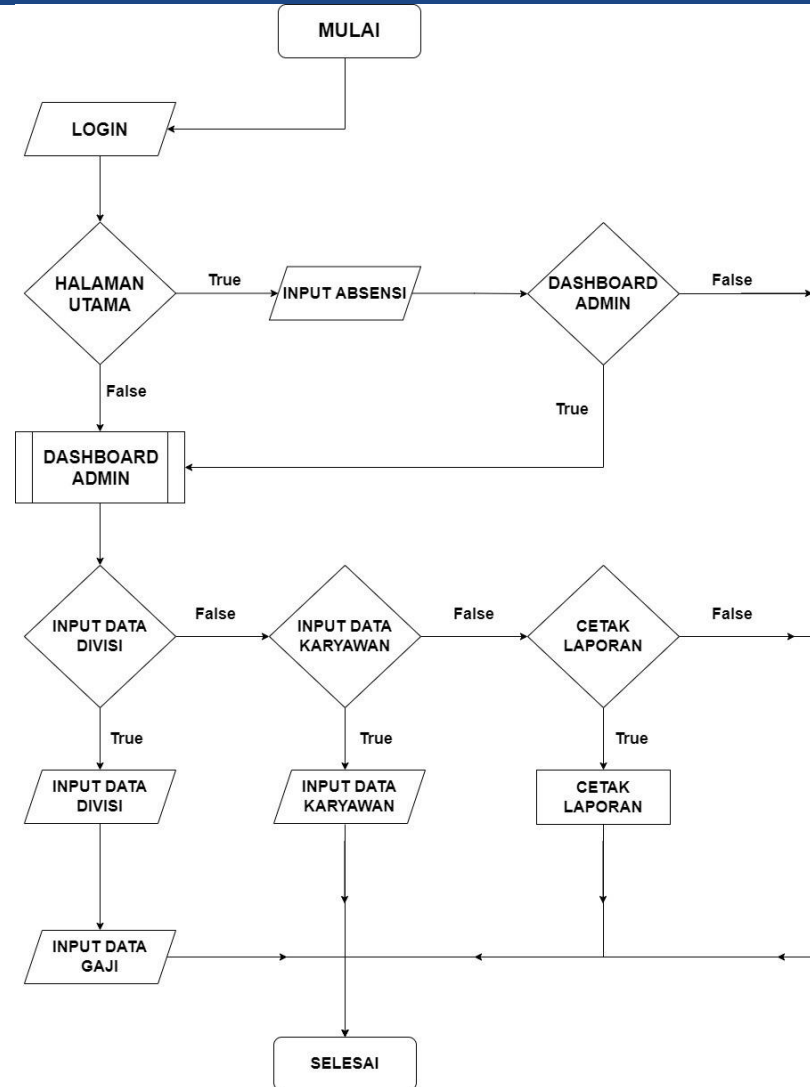 MULAI
LOGIN
HALAMAN
UTAMA
True
INPUT ABSENSI
DASHBOARD
ADMIN
False
False
True
DASHBOARD
ADMIN
INPUT DATA
DIVISI
False
INPUT DATA
KARYAWAN
False
CETAK
LAPORAN
False
True
True
True
INPUT DATA
DIVISI
INPUT DATA
KARYAWAN
CETAK
LAPORAN
INPUT DATA
GAJI
SELESAI